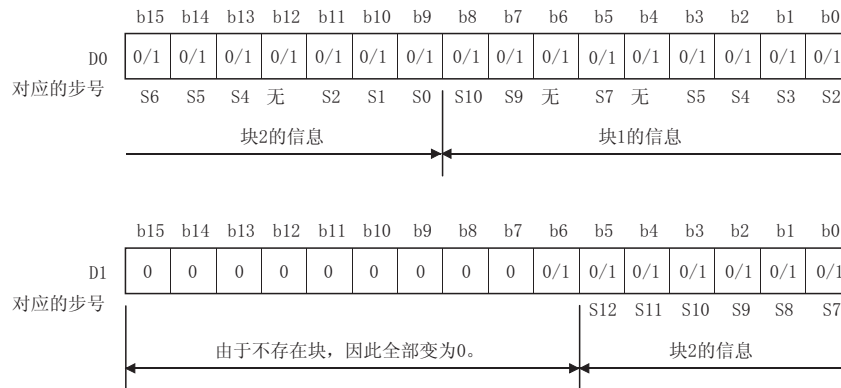 b15 b14 b13 b12 b11 b10 b9 b8 b7 b6 b5 b4 b3 b2 b1 b0
D0 0/1 0/1 0/1 0/1 0/1 0/1 0/1 0/1 0/1 0/1 0/1 0/1 0/1 0/1 0/1 0/1
对应的步号 S6 S5 S4 无 S2 S1 S0 S10 S9 无 S7 无 S5 S4 S3 S2
块2的信息 块1的信息
b15 b14 b13 b12 b11 b10 b9 b8 b7 b6 b5 b4 b3 b2 b1 b0
D1 0 0 0 0 0 0 0 0 0 0/1 0/1 0/1 0/1 0/1 0/1 0/1
对应的步号 S12 S11 S10 S9 S8 S7
由于不存在块，因此全部变为0。 块2的信息